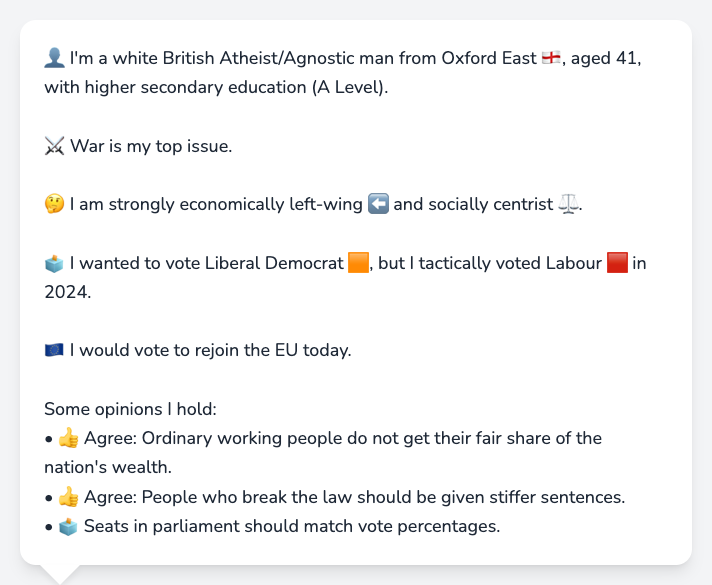 👤 I'm a white British Atheist/Agnostic man from Oxford East 🏴󠁧󠁢󠁥󠁮󠁧󠁿, aged 41,
with higher secondary education (A Level).
⚔️ War is my top issue.
🤔 I am strongly economically left-wing ⬅️ and socially centrist ⚖️.
🗳️ I wanted to vote Liberal Democrat 🟧, but I tactically voted Labour 🟥 in
2024.
🇪🇺 I would vote to rejoin the EU today.
Some opinions I hold:
• 👍 Agree: Ordinary working people do not get their fair share of the
nation's wealth.
• 👍 Agree: People who break the law should be given stiffer sentences.
• 🗳️ Seats in parliament should match vote percentages.